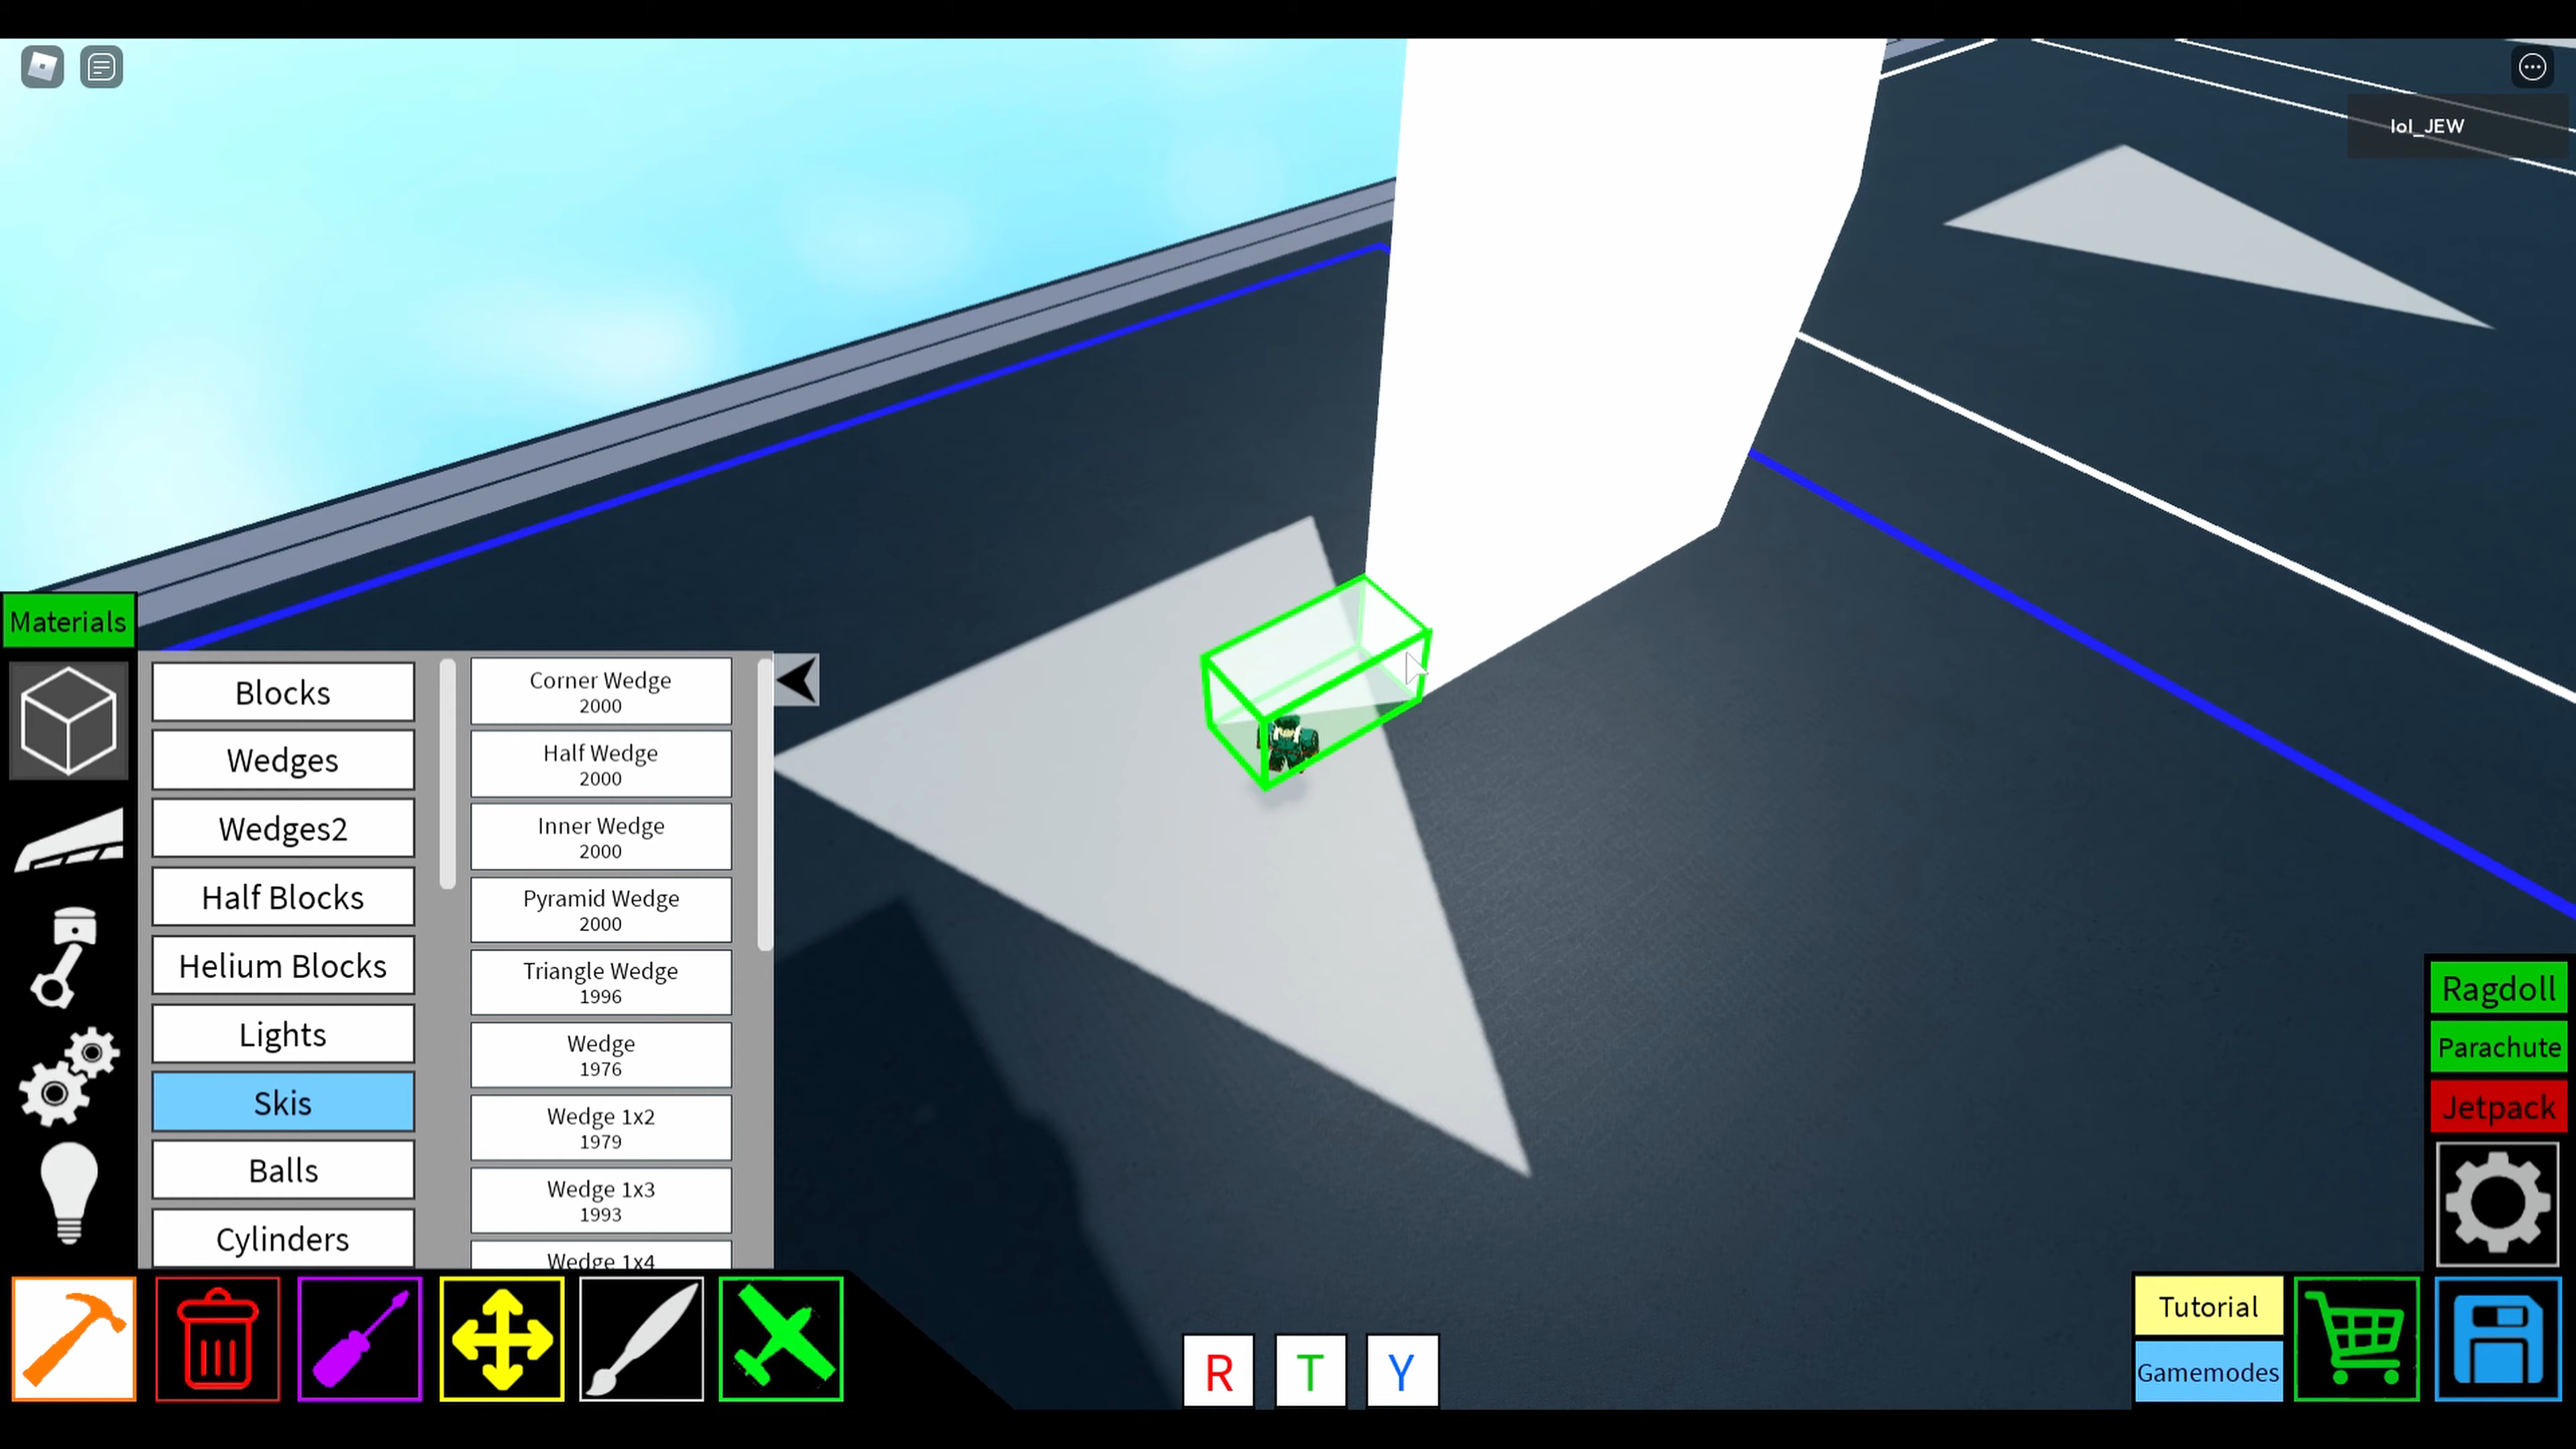 lol_JEW
Materials
Blocks
Wedges
Wedges2
Half Blocks
Helium Blocks
Lights
Skis
Balls
Cylinders
Corner Wedge
2000
Half Wedge
2000
Inner Wedge
2000
Pyramid Wedge
2000
Triangle Wedge
1996
Wedge
1976
Wedge 1x2
1979
Wedge 1x3
1993
Wedge 1x4
Ragdoll
Parachute
Jetpack
R T Y
Tutorial
Gamemodes